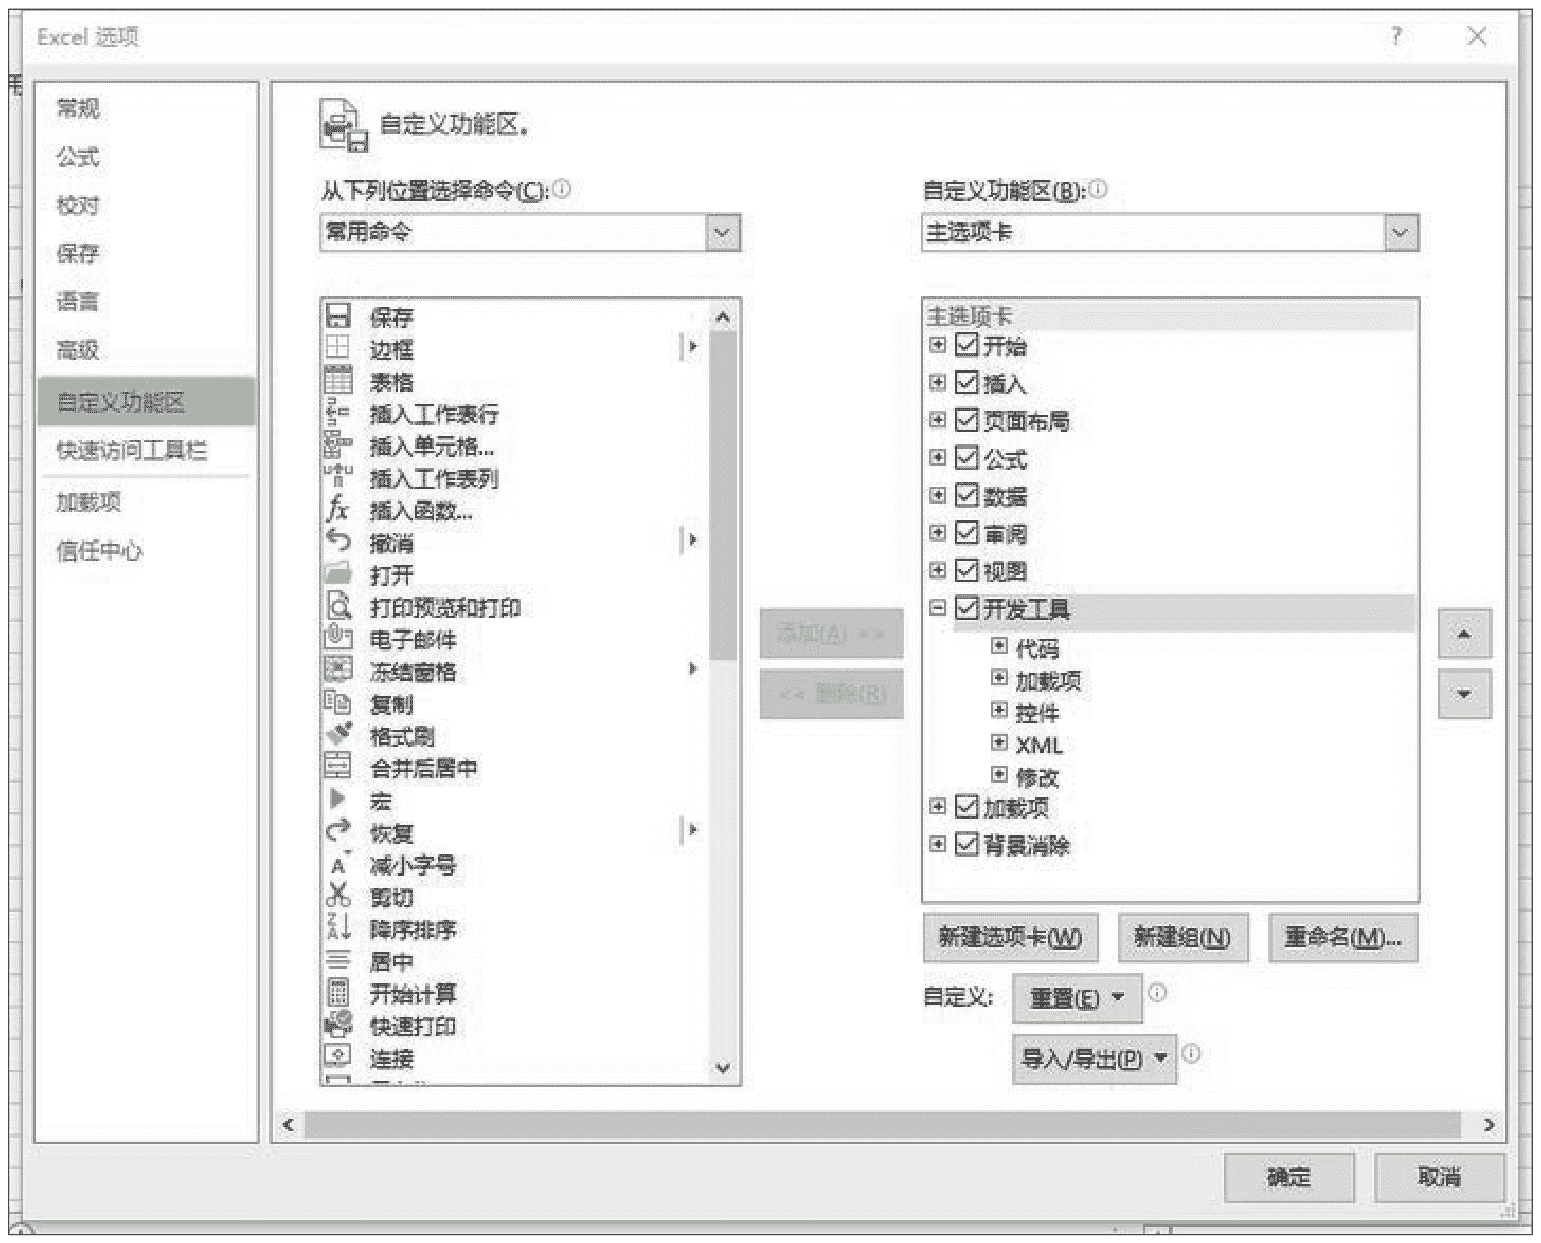 Excel 选项
?
常规
公式
校对
保存
语言
高级
自定义功能区
快速访问工具栏
加载项
信任中心
自定义功能区。
从下列位置选择命令(C):
常用命令
保存
边框
表格
插入工作表行
插入单元格...
插入工作表列
插入函数...
撤消
打开
打印预览和打印
电子邮件
冻结窗格
复制
格式刷
合并后居中
宏
恢复
减小字号
剪切
降序排序
居中
开始计算
快速打印
连接
添加(A) >>
<< 删除(R)
自定义功能区(B):
主选项卡
主选项卡
开始
插入
页面布局
公式
数据
审阅
视图
开发工具
代码
加载项
控件
XML
修改
加载项
背景消除
新建选项卡(W) 新建组(N) 重命名(M)...
自定义: 重置(E)
导入/导出(P)
确定 取消